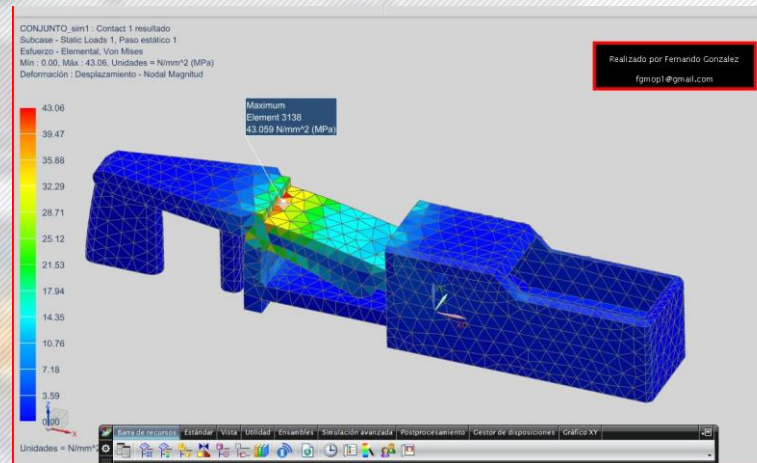 CONJUNTO_sim1 : Contact 1 resultado
Subcase - Static Loads 1, Paso estático 1
Esfuerzo - Elemental, Von Mises
Mín : 0.00, Máx : 43.06, Unidades = N/mm^2 (MPa)
Deformación : Desplazamiento - Nodal Magnitud
Realizado por Fernando Gonzalez
fgmop1@gmail.com
Maximum
Element 3138
43.059 N/mm^2 (MPa)
43.06
39.47
35.88
32.29
28.71
25.12
21.53
17.94
14.35
10.76
7.18
3.59
0.00
Unidades = N/mm^2
Barra de recursos Estándar Vista Utilidad Ensambles Simulación avanzada Postprocesamiento Gestor de disposiciones Gráfico XY